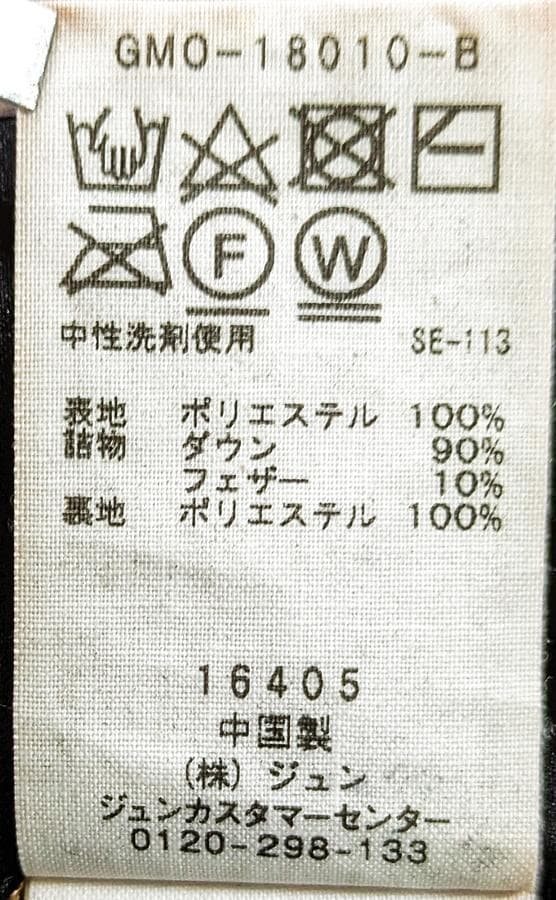 GMO-18010-B
F W
中性洗剤使用 SE-113
表地 ポリエステル 100%
詰物 ダウン 90%
フェザー 10%
裏地 ポリエステル 100%
16405
中国製
(株) ジュン
ジュンカスタマーセンター
0120-298-133